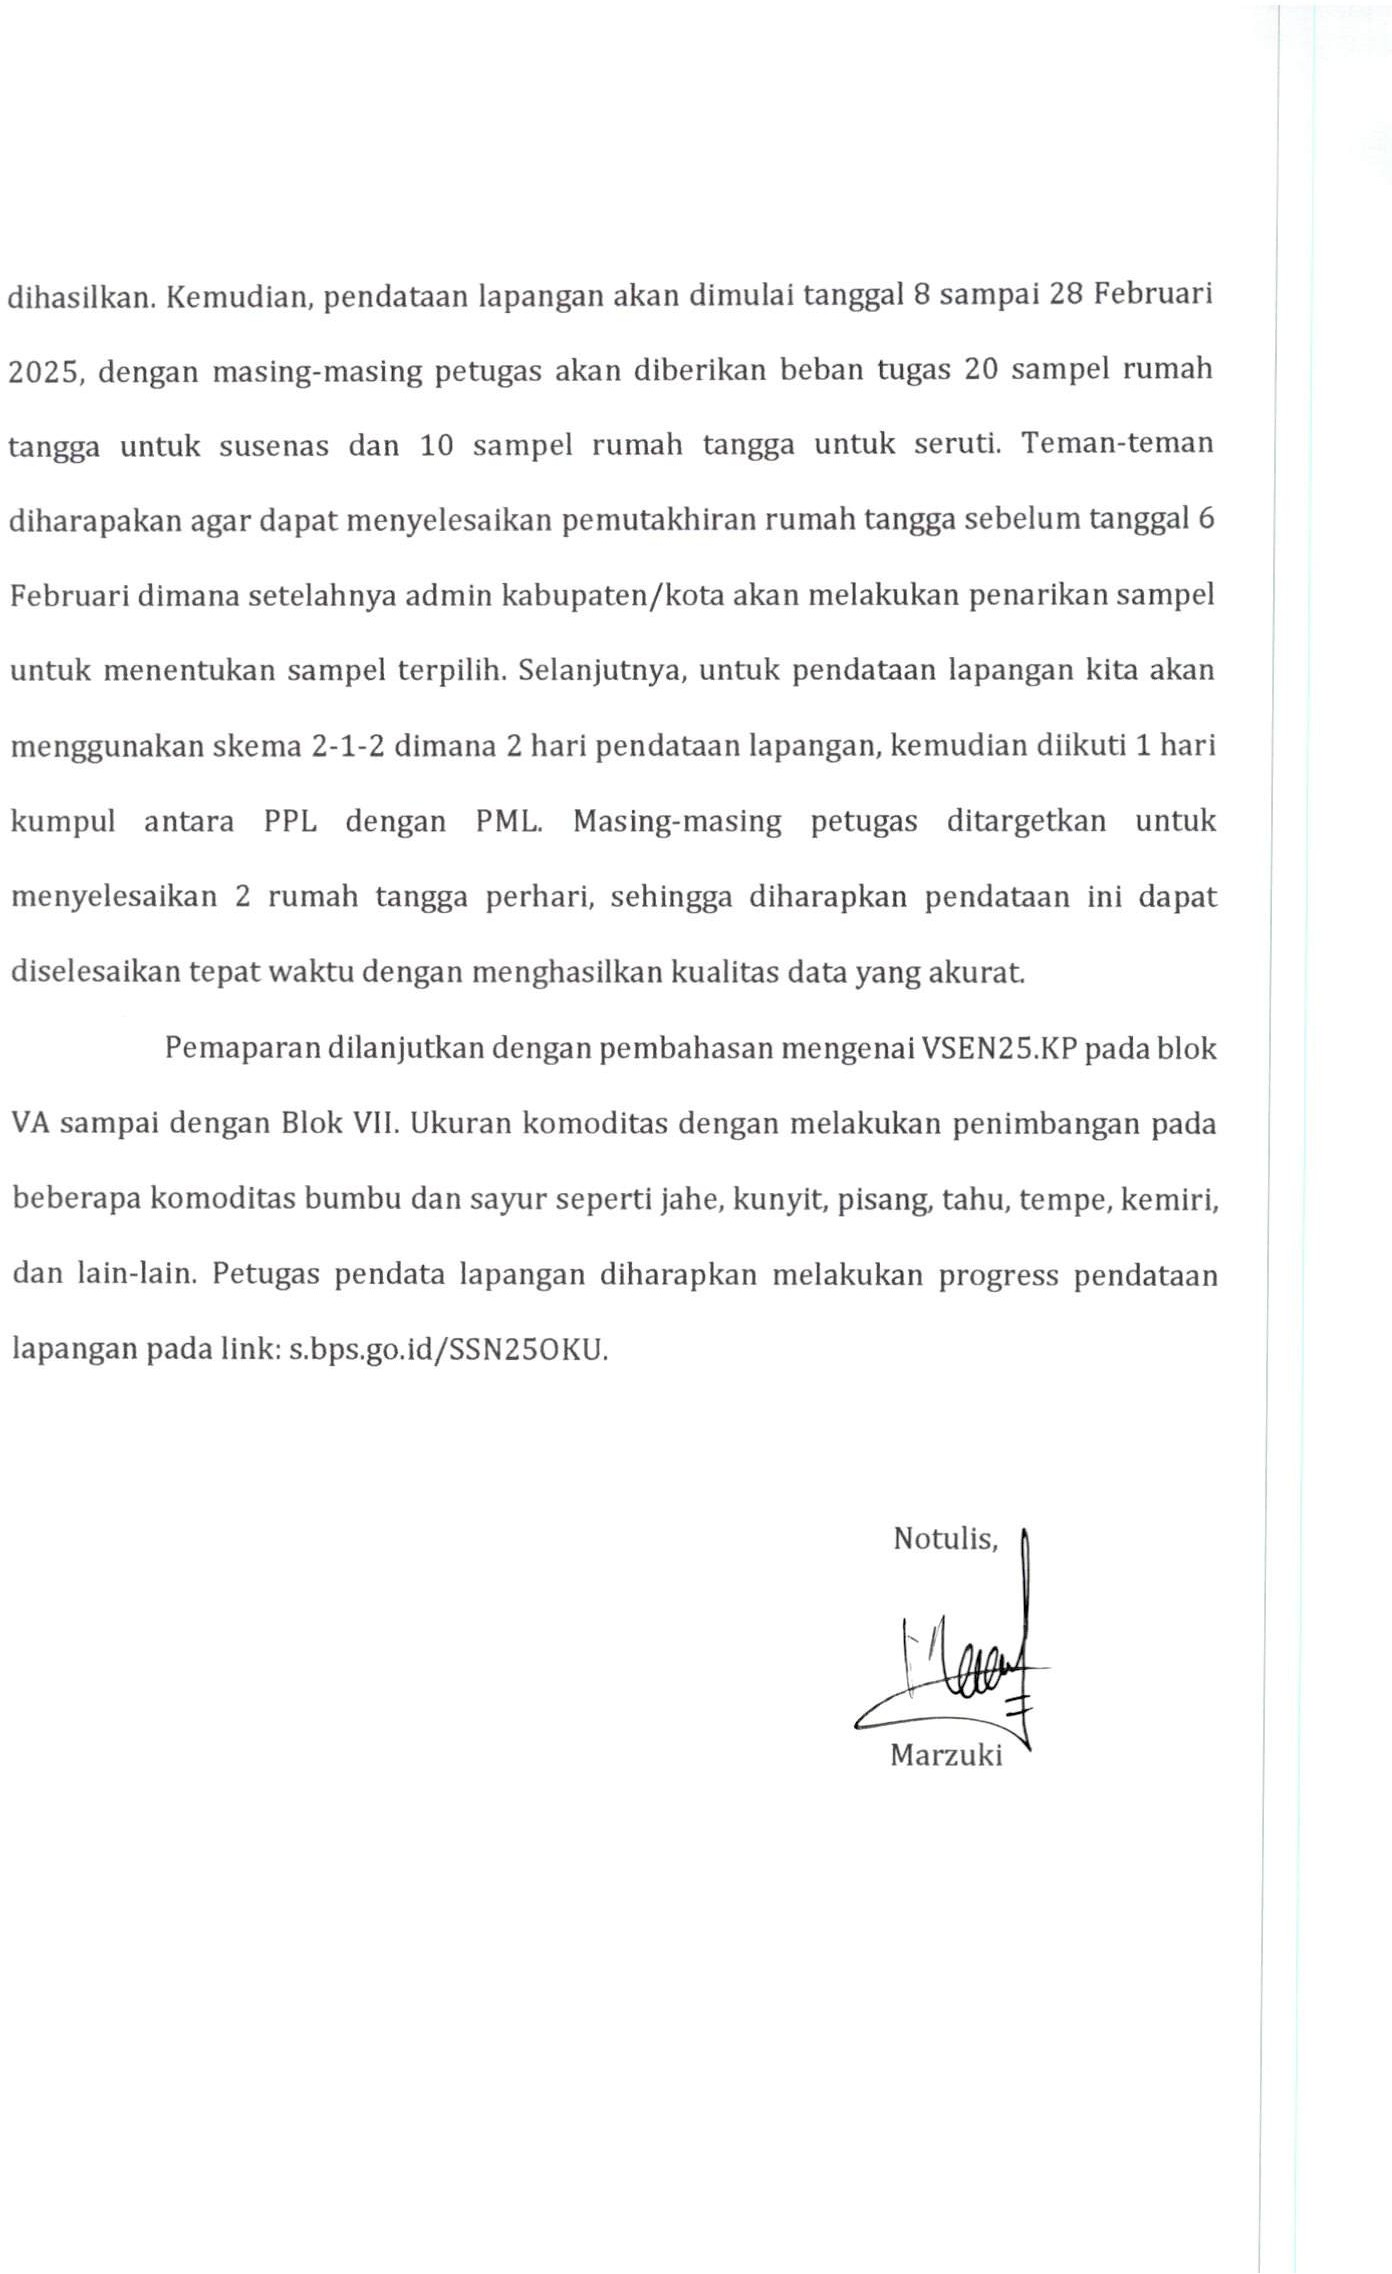 dihasilkan. Kemudian, pendataan lapangan akan dimulai tanggal 8 sampai 28 Februari
2025, dengan masing-masing petugas akan diberikan beban tugas 20 sampel rumah
tangga untuk susenas dan 10 sampel rumah tangga untuk seruti. Teman-teman
diharapakan agar dapat menyelesaikan pemutakhiran rumah tangga sebelum tanggal 6
Februari dimana setelahnya admin kabupaten/kota akan melakukan penarikan sampel
untuk menentukan sampel terpilih. Selanjutnya, untuk pendataan lapangan kita akan
menggunakan skema 2-1-2 dimana 2 hari pendataan lapangan, kemudian diikuti 1 hari
kumpul antara PPL dengan PML. Masing-masing petugas ditargetkan untuk
menyelesaikan 2 rumah tangga perhari, sehingga diharapkan pendataan ini dapat
diselesaikan tepat waktu dengan menghasilkan kualitas data yang akurat.
Pemaparan dilanjutkan dengan pembahasan mengenai VSEN25.KP pada blok
VA sampai dengan Blok VII. Ukuran komoditas dengan melakukan penimbangan pada
beberapa komoditas bumbu dan sayur seperti jahe, kunyit, pisang, tahu, tempe, kemiri,
dan lain-lain. Petugas pendata lapangan diharapkan melakukan progress pendataan
lapangan pada link: s.bps.go.id/SSN25OKU.
Notulis,
Marzuki